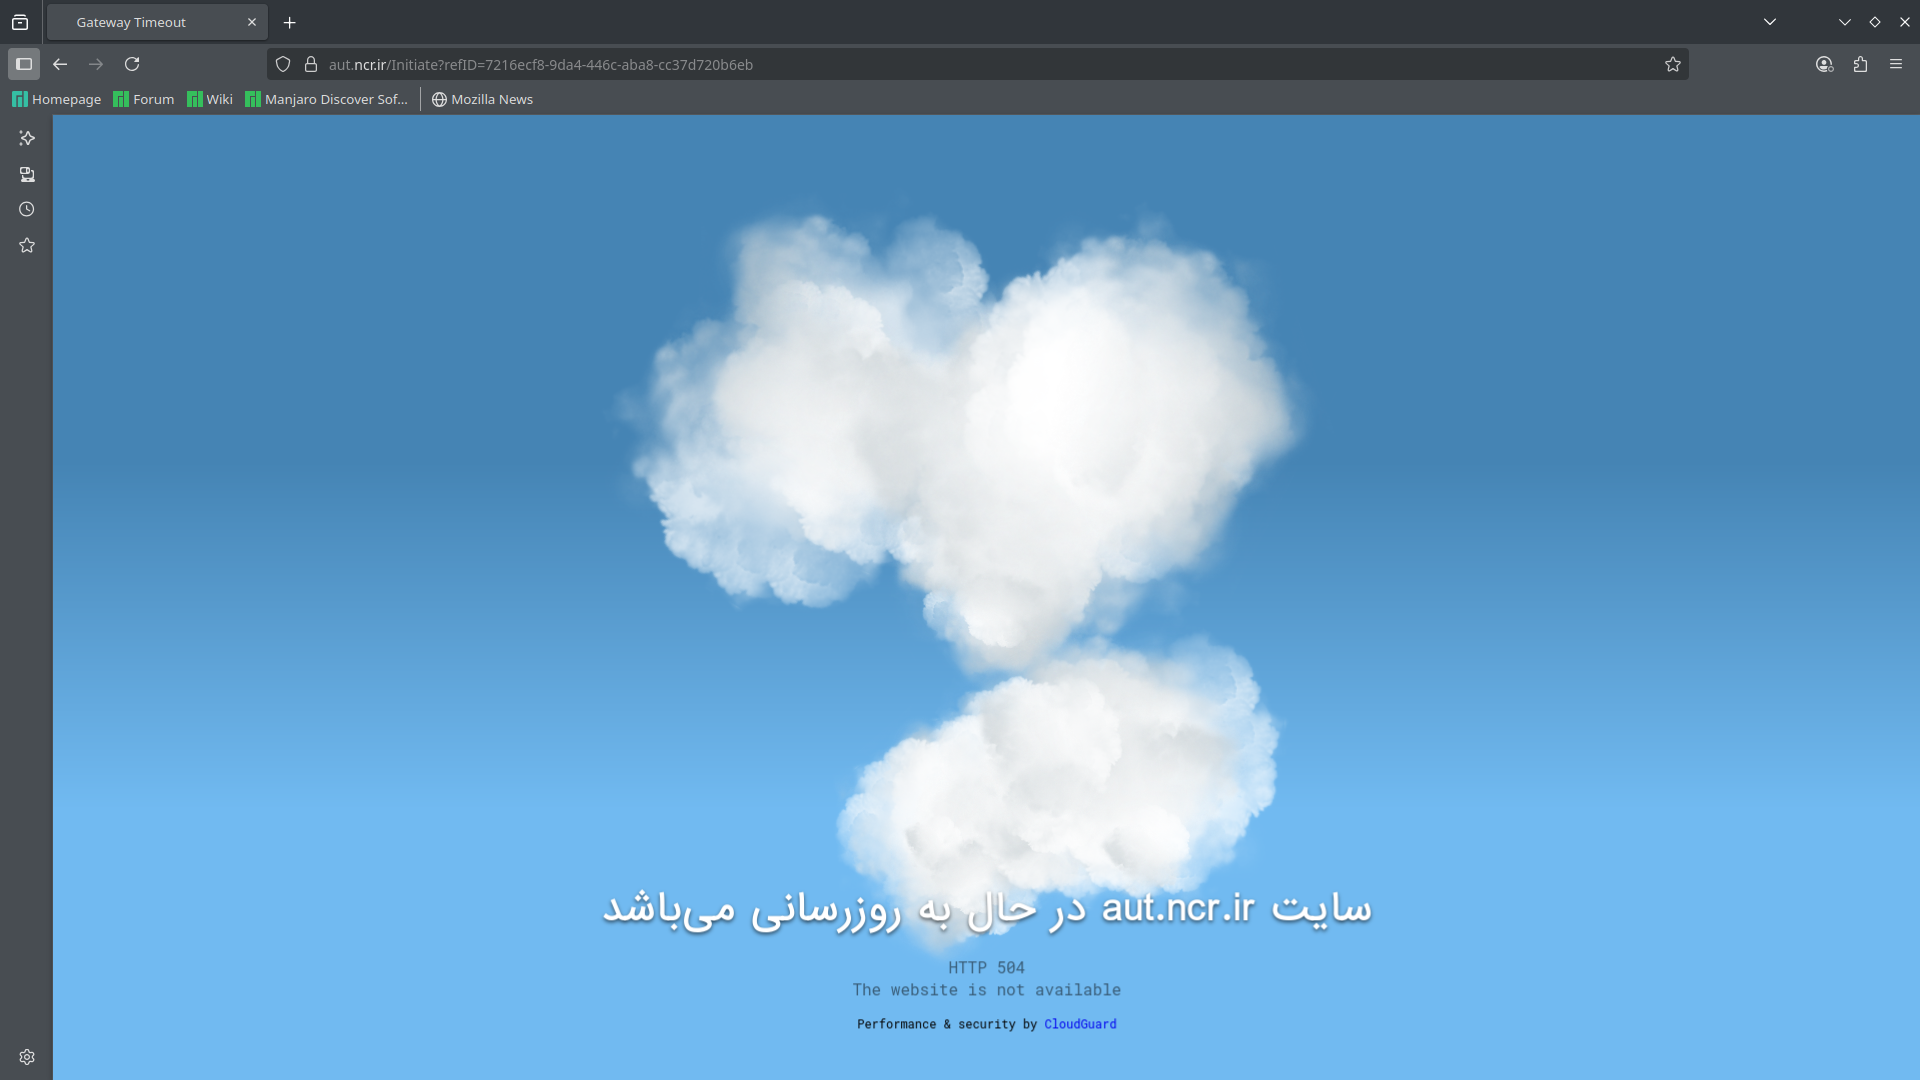 Gateway Timeout
aut.ncr.ir/Initiate?refID=7216ecf8-9da4-446c-aba8-cc37d720b6eb
Homepage Forum Wiki Manjaro Discover Sof... Mozilla News
سایت aut.ncr.ir در حال به روزرسانی می‌باشد
HTTP 504
The website is not available
Performance & security by CloudGuard